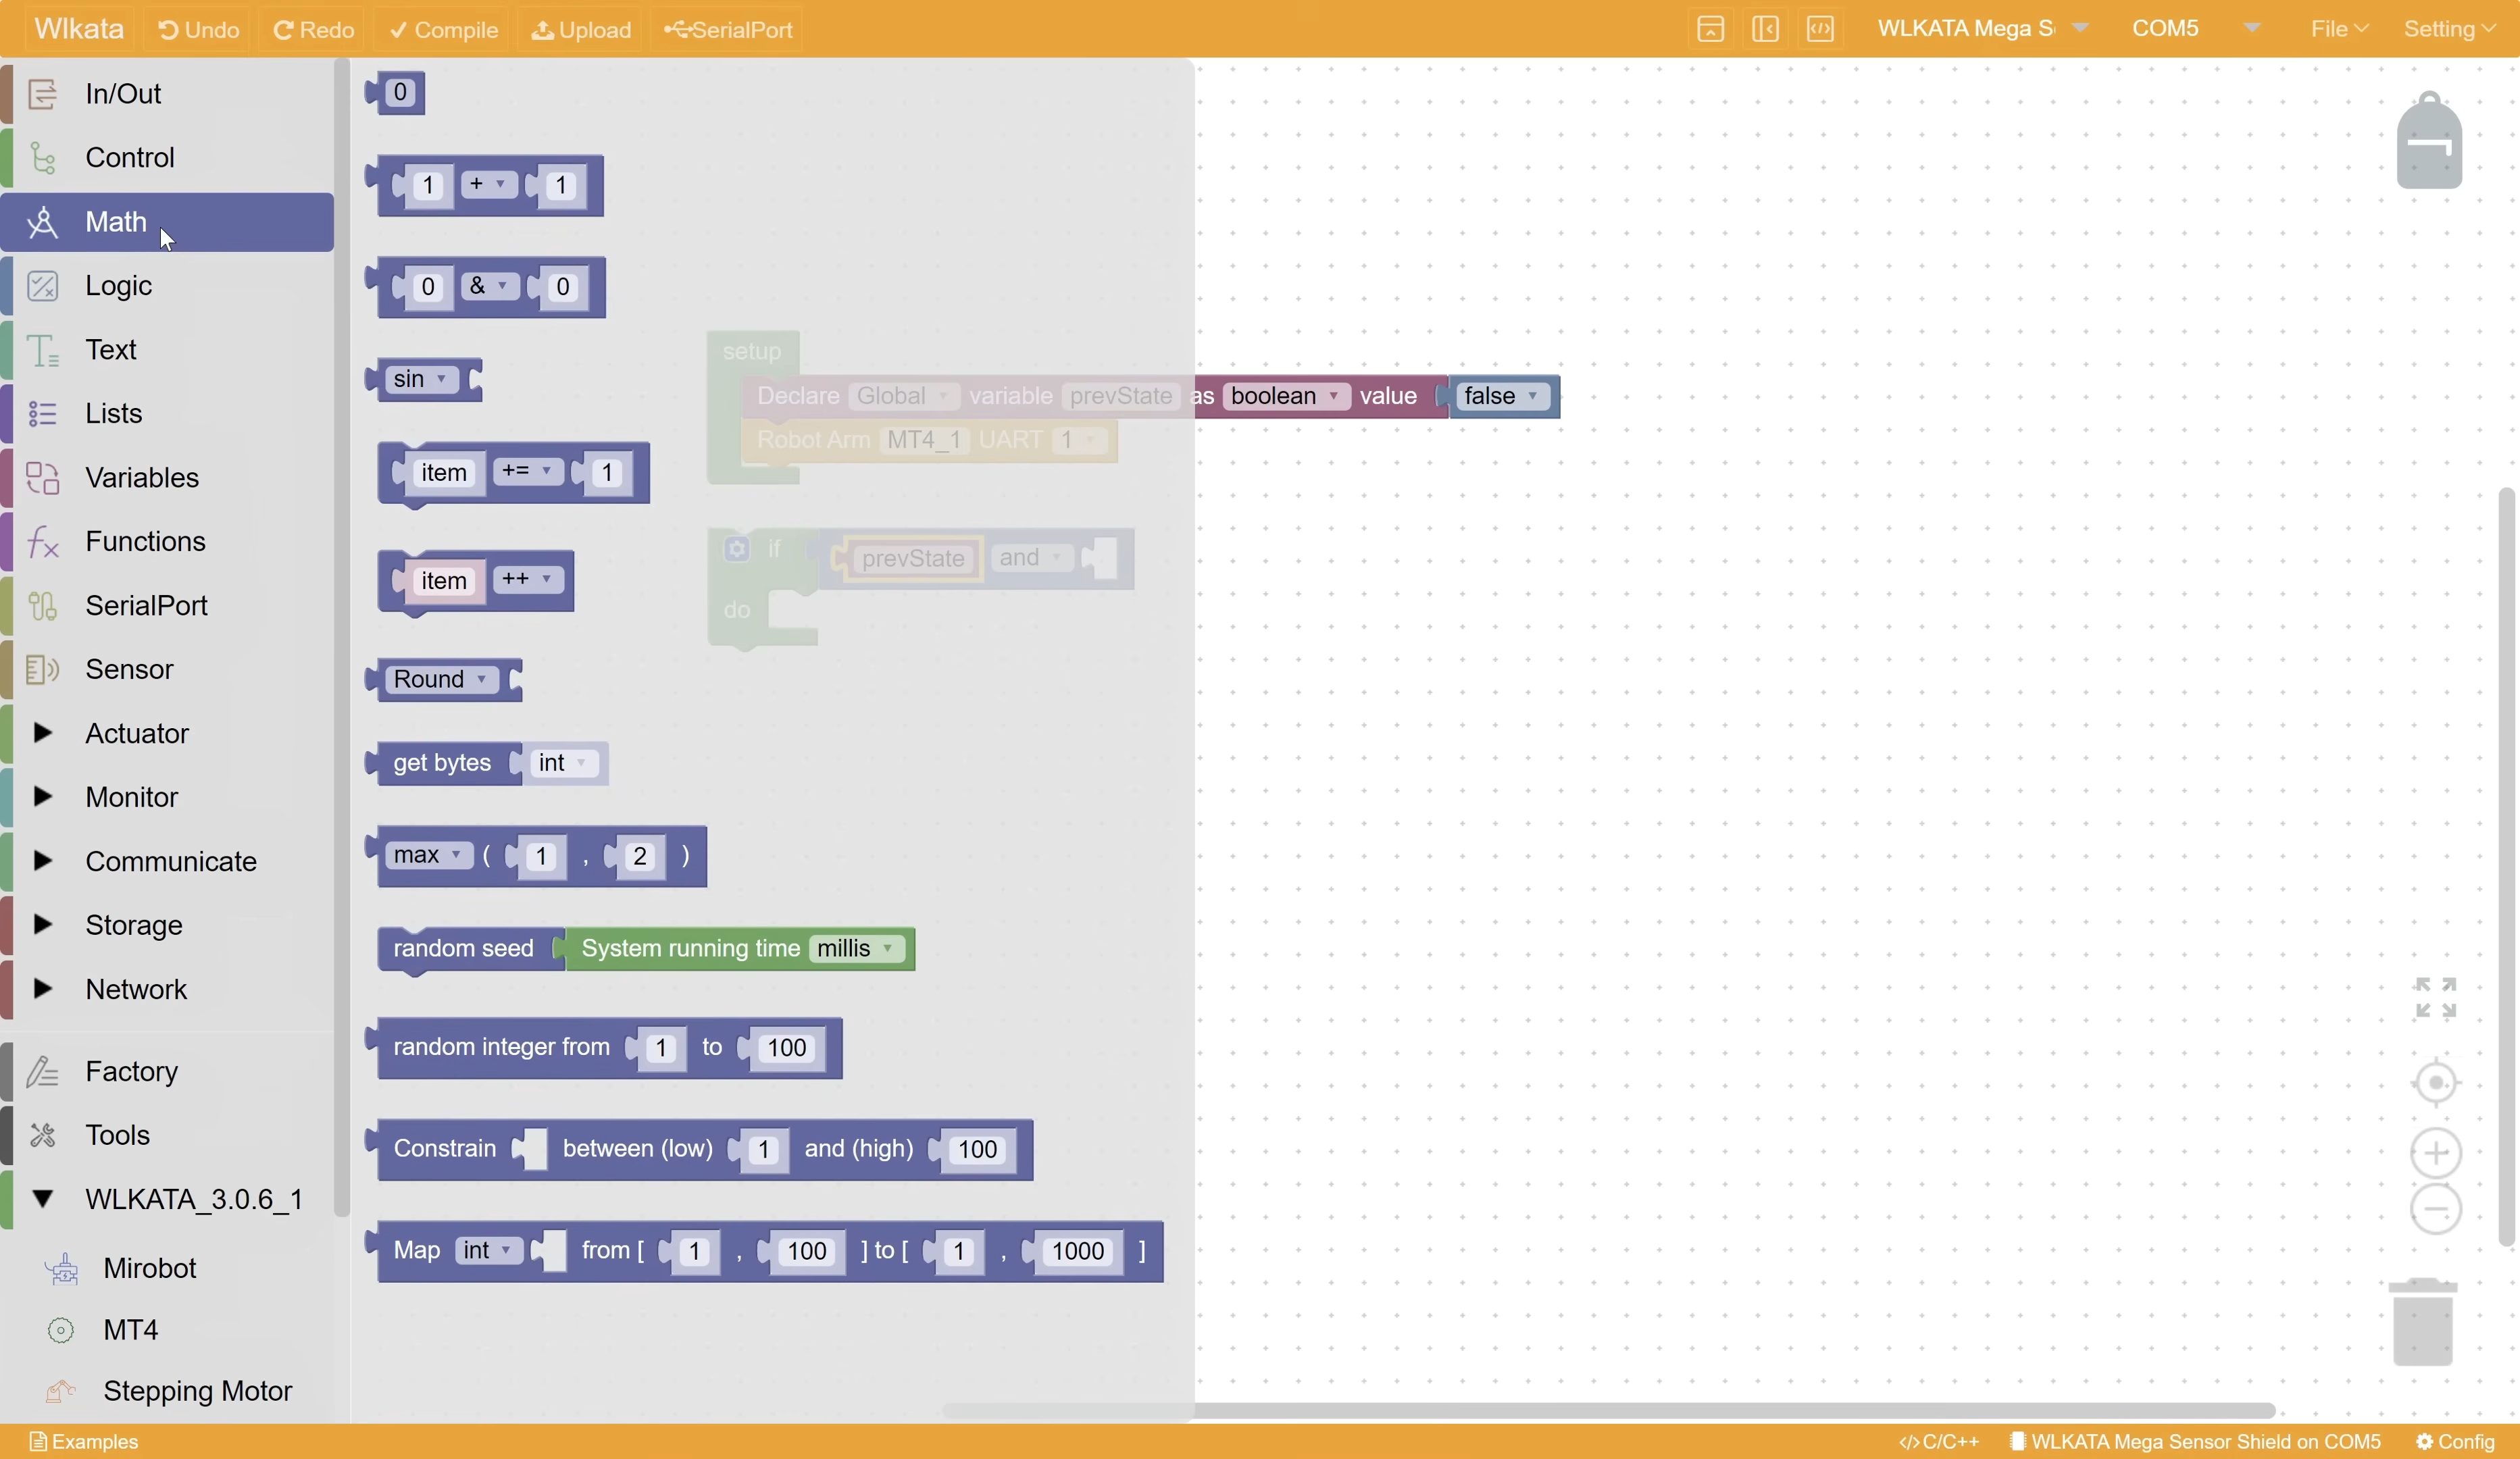 Wlkata Undo Redo Compile Upload SerialPort WLKATA Mega S COM5 File Setting
In/Out
Control
Math
Logic
Text
Lists
Variables
Functions
SerialPort
Sensor
Actuator
Monitor
Communicate
Storage
Network
Factory
Tools
WLKATA_3.0.6_1
Mirobot
MT4
Stepping Motor
0
1 + 1
0 & 0
sin
item += 1
item ++
Round
get bytes int
max ( 1 , 2 )
random seed System running time millis
random integer from 1 to 100
Constrain between (low) 1 and (high) 100
Map int from [ 1 , 100 ] to [ 1 , 1000 ]
setup
Declare Global variable prevState as boolean value false
Robot Arm MT4_1 UART 1
if prevState and
do
Examples </> C/C++ WLKATA Mega Sensor Shield on COM5 Config